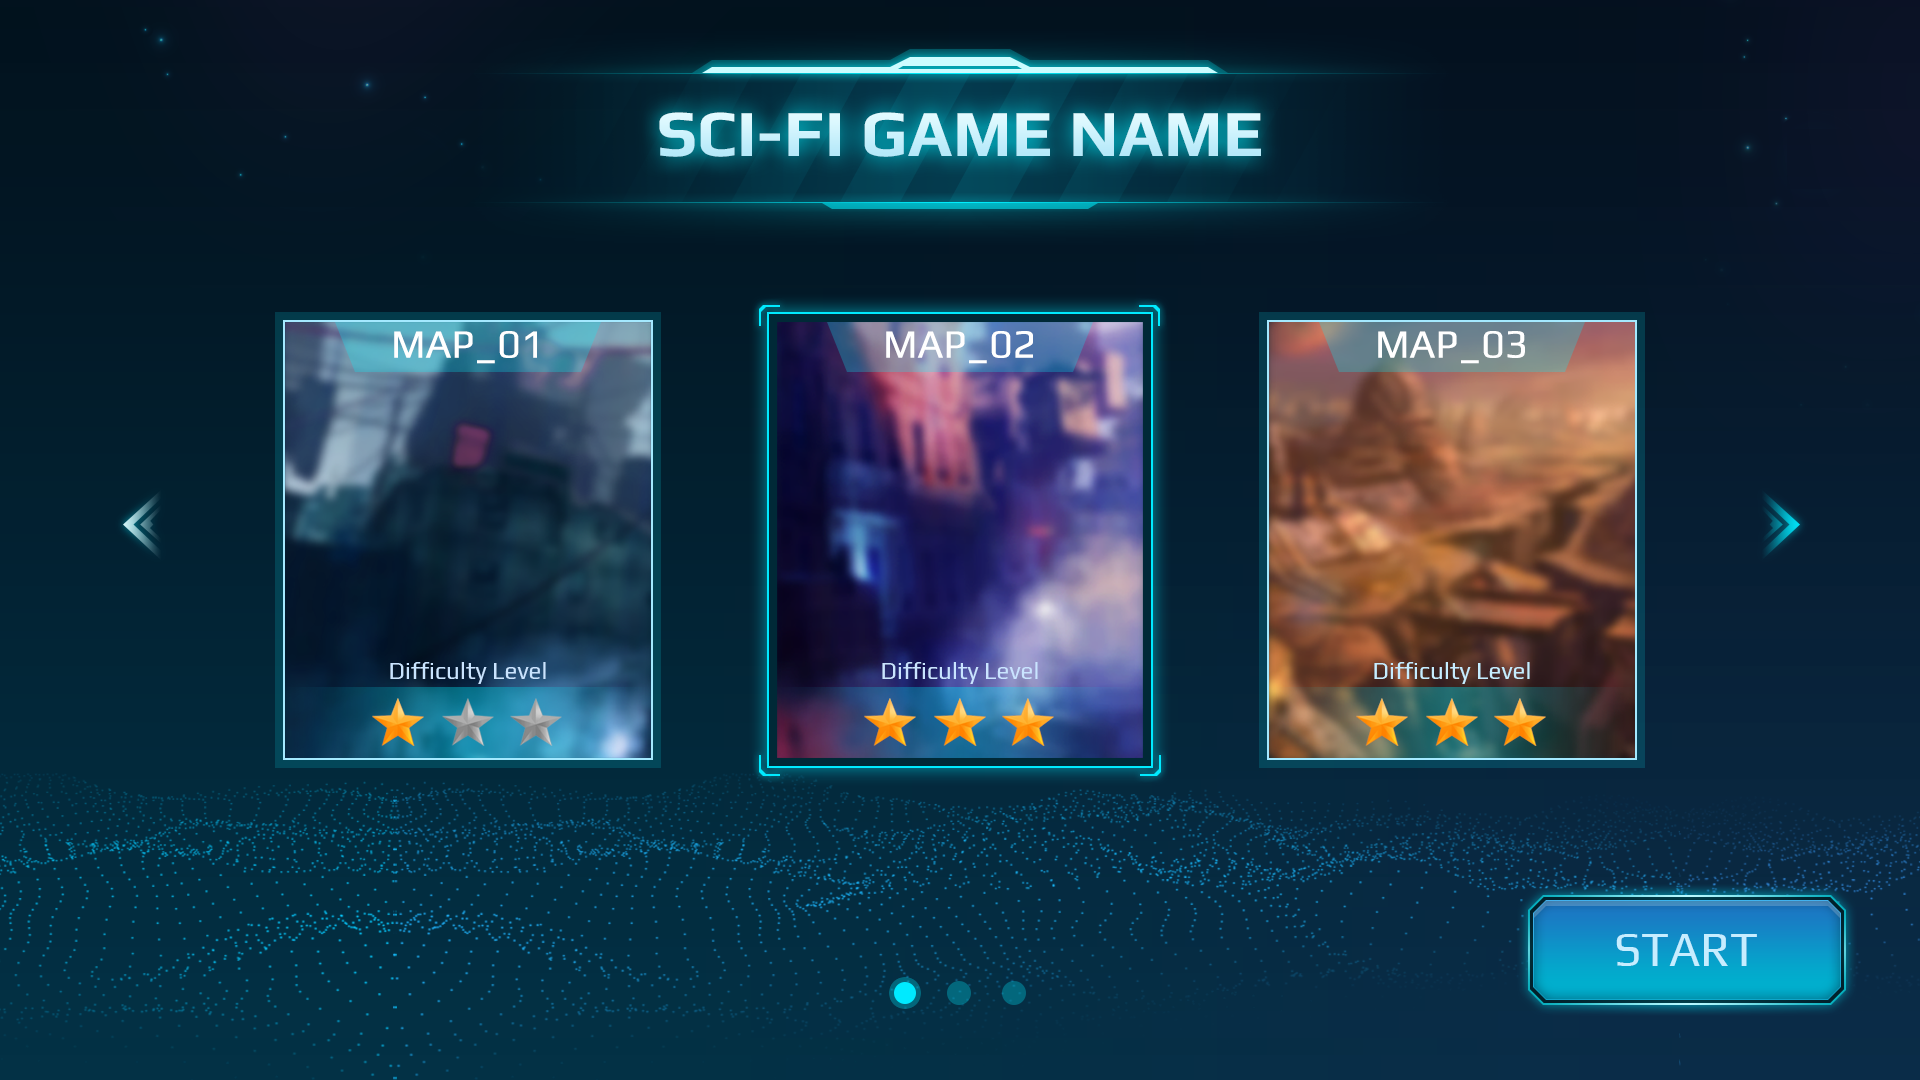 SCI-FI GAME NAME
MAP_01
MAP_02
MAP_03
Difficulty Level
Difficulty Level
Difficulty Level
START